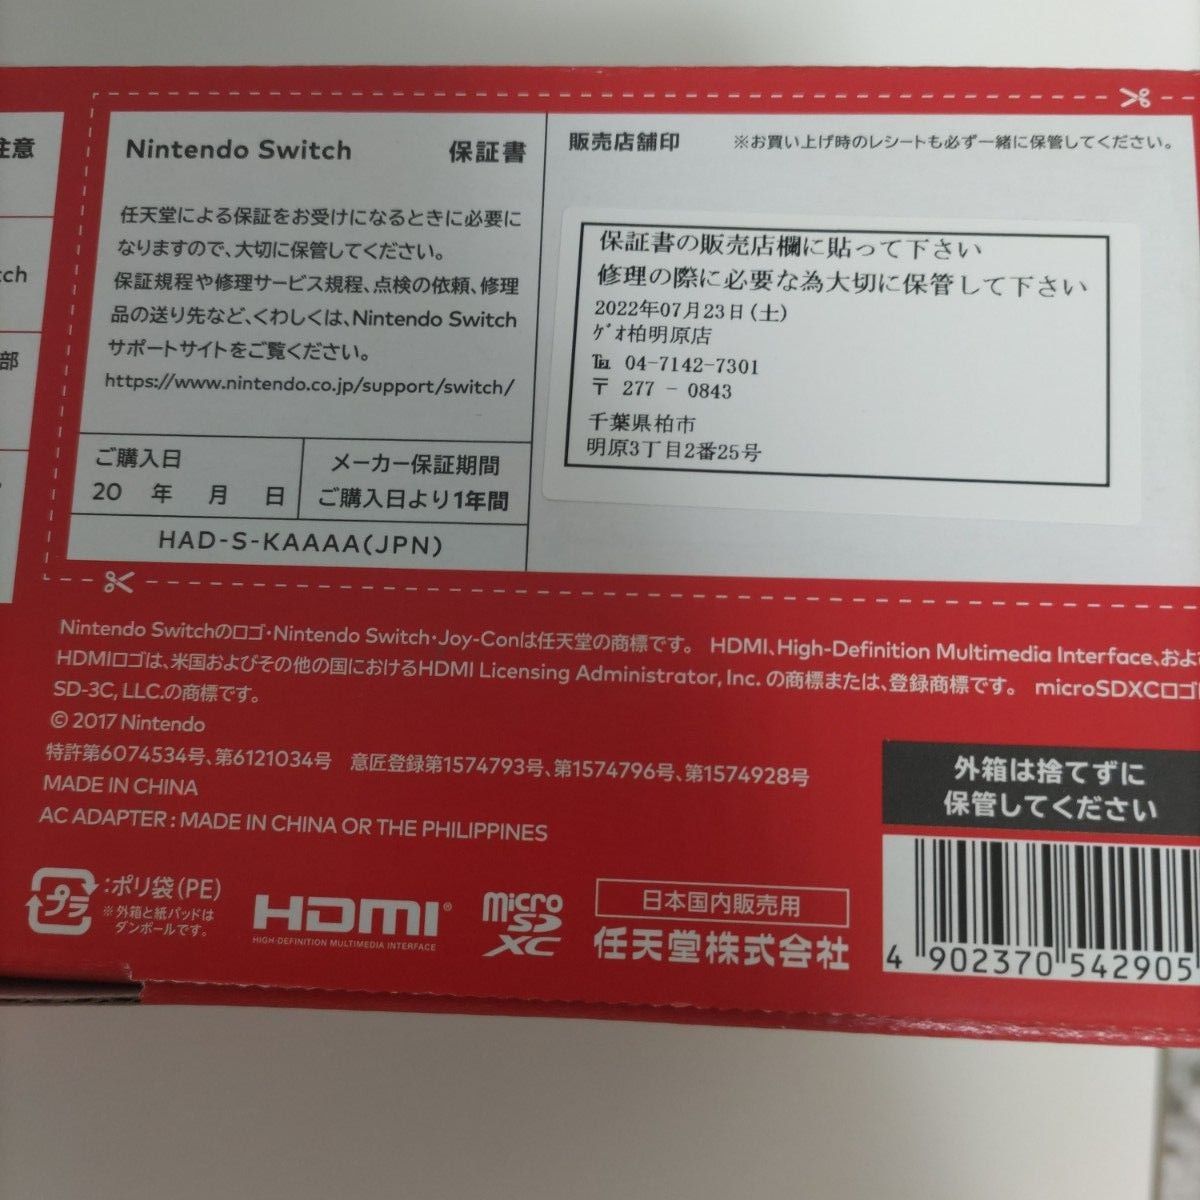 注意
ch
部
Nintendo Switch 保証書
任天堂による保証をお受けになるときに必要に
なりますので、大切に保管してください。
保証規程や修理サービス規程、点検の依頼、修理
品の送り先など、くわしくは、Nintendo Switch
サポートサイトをご覧ください。
https://www.nintendo.co.jp/support/switch/
ご購入日
20 年 月 日
メーカー保証期間
ご購入日より1年間
HAD-S-KAAAA(JPN)
販売店舗印 ※お買い上げ時のレシートも必ず一緒に保管してください。
保証書の販売店欄に貼って下さい
修理の際に必要な為大切に保管して下さい
2022年07月23日(土)
ｹﾞｵ柏明原店
℡ 04-7142-7301
〒 277 - 0843
千葉県柏市
明原3丁目2番25号
Nintendo Switchのロゴ・Nintendo Switch・Joy-Conは任天堂の商標です。 HDMI、High-Definition Multimedia Interface、およ
HDMIロゴは、米国およびその他の国におけるHDMI Licensing Administrator, Inc. の商標または、登録商標です。 microSDXCロゴ
SD-3C, LLC.の商標です。
© 2017 Nintendo
特許第6074534号、第6121034号 意匠登録第1574793号、第1574796号、第1574928号
MADE IN CHINA
AC ADAPTER : MADE IN CHINA OR THE PHILIPPINES
プラ
:ポリ袋(PE)
※外箱と紙パッドは
ダンボールです。
HDMI®
HIGH-DEFINITION MULTIMEDIA INTERFACE
micro
SD
XC
日本国内販売用
任天堂株式会社
外箱は捨てずに
保管してください
4 902370 542905